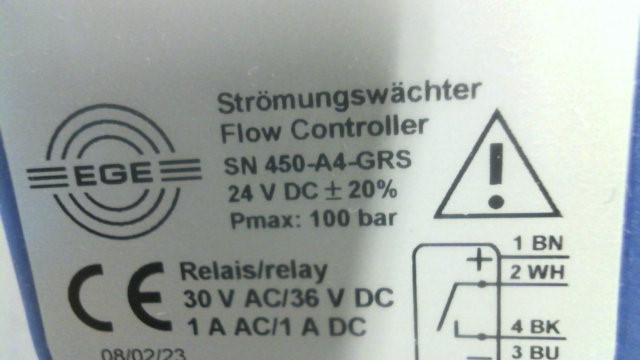 Strömungswächter
Flow Controller
EGE
SN 450-A4-GRS
24 V DC ± 20%
Pmax: 100 bar
!
CE
Relais/relay
30 V AC/36 V DC
1 A AC/1 A DC
08/02/23
+
1 BN
2 WH
4 BK
3 BU